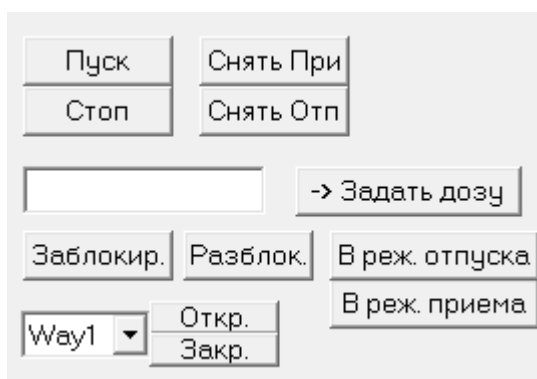 Пуск
Снять При
Стоп
Снять Отп
-> Задать дозу
Заблокир.
Разблок.
В реж. отпуска
В реж. приема
Way1
Откр.
Закр.